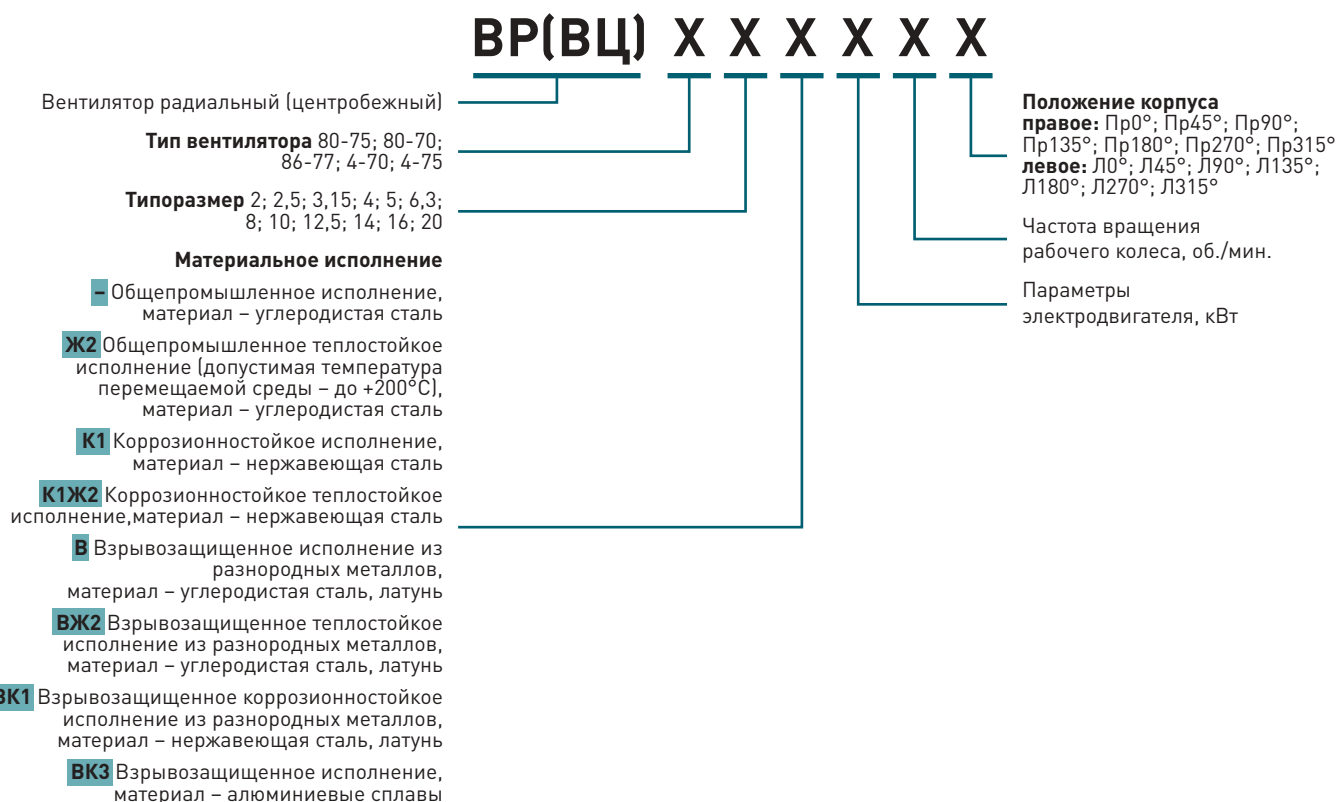 ВР(ВЦ) X X X X X X
Вентилятор радиальный (центробежный)
Тип вентилятора 80-75; 80-70;
86-77; 4-70; 4-75
Типоразмер 2; 2,5; 3,15; 4; 5; 6,3;
8; 10; 12,5; 14; 16; 20
Материальное исполнение
– Общепромышленное исполнение,
материал – углеродистая сталь
Ж2 Общепромышленное теплостойкое
исполнение (допустимая температура
перемещаемой среды – до +200°C),
материал – углеродистая сталь
К1 Коррозионностойкое исполнение,
материал – нержавеющая сталь
К1Ж2 Коррозионностойкое теплостойкое
исполнение,материал – нержавеющая сталь
В Взрывозащищенное исполнение из
разнородных металлов,
материал – углеродистая сталь, латунь
ВЖ2 Взрывозащищенное теплостойкое
исполнение из разнородных металлов,
материал – углеродистая сталь, латунь
ВК1 Взрывозащищенное коррозионностойкое
исполнение из разнородных металлов,
материал – нержавеющая сталь, латунь
ВК3 Взрывозащищенное исполнение,
материал – алюминиевые сплавы
Положение корпуса
правое: Пр0°; Пр45°; Пр90°;
Пр135°; Пр180°; Пр270°; Пр315°
левое: Л0°; Л45°; Л90°; Л135°;
Л180°; Л270°; Л315°
Частота вращения
рабочего колеса, об./мин.
Параметры
электродвигателя, кВт